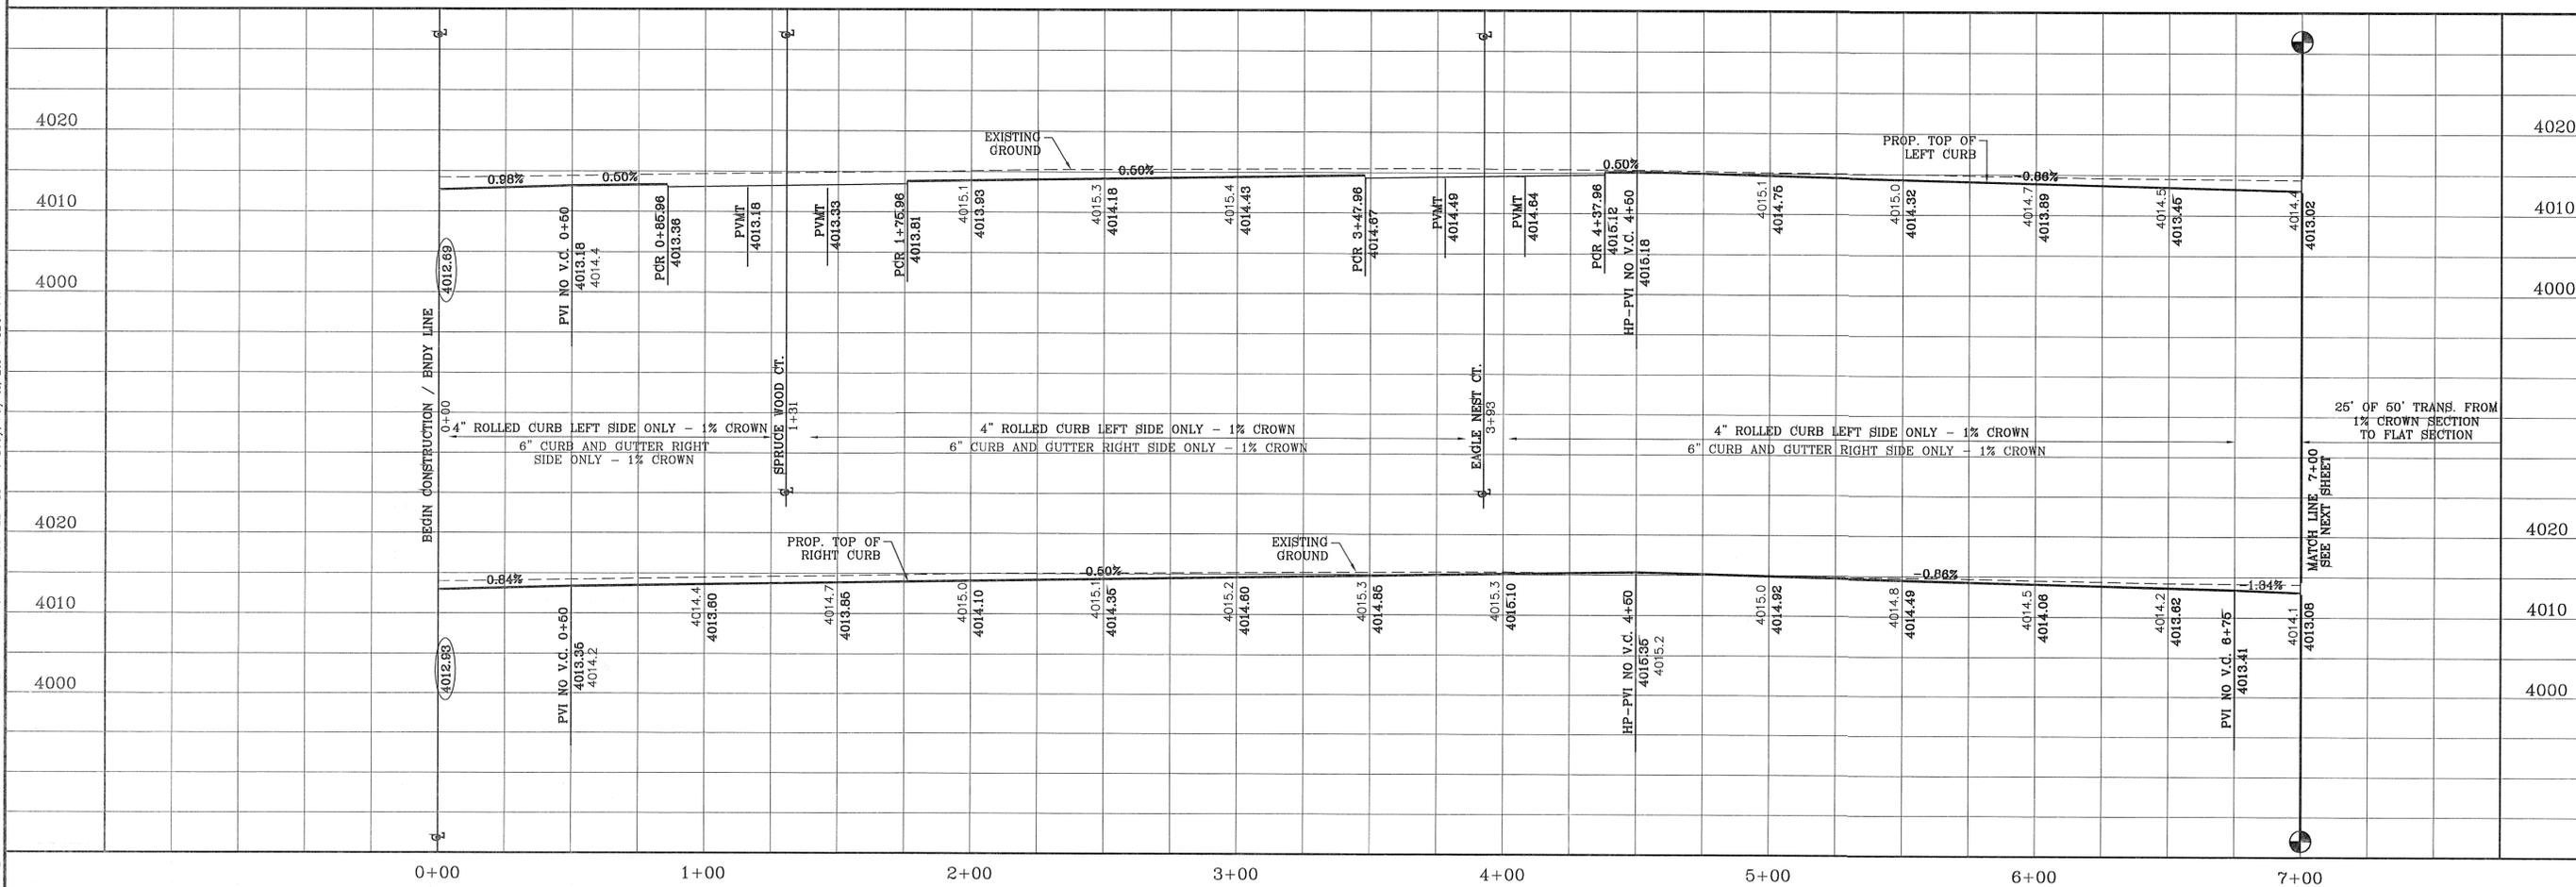 4020
4010
4000
4020
4010
4000
EXISTING
GROUND
PROP. TOP OF
LEFT CURB
0.98%
0.50%
0.50%
0.50%
-0.86%
4012.69
PVI NO V.C. 0+50
4013.18
4014.4
PCR 0+85.96
4013.36
PVMT
4013.18
PVMT
4013.33
PCR 1+75.96
4013.81
4015.1
4013.93
4015.3
4014.18
4015.4
4014.43
PCR 3+47.96
4014.67
PVMT
4014.49
PVMT
4014.64
PCR 4+37.96
4015.12
HP-PVI NO V.C. 4+50
4015.18
4015.1
4014.75
4015.0
4014.32
4014.7
4013.89
4014.5
4013.45
4014.4
4013.02
BEGIN CONSTRUCTION / BNDY LINE
0+00
SPRUCE WOOD CT.
1+31
EAGLE NEST CT.
3+93
4" ROLLED CURB LEFT SIDE ONLY - 1% CROWN
6" CURB AND GUTTER RIGHT
SIDE ONLY - 1% CROWN
4" ROLLED CURB LEFT SIDE ONLY - 1% CROWN
6" CURB AND GUTTER RIGHT SIDE ONLY - 1% CROWN
4" ROLLED CURB LEFT SIDE ONLY - 1% CROWN
6" CURB AND GUTTER RIGHT SIDE ONLY - 1% CROWN
25' OF 50' TRANS. FROM
1% CROWN SECTION
TO FLAT SECTION
MATCH LINE 7+00
SEE NEXT SHEET
4020
4010
4000
4020
4010
4000
PROP. TOP OF
RIGHT CURB
EXISTING
GROUND
0.84%
0.50%
-0.86%
-1.34%
4012.93
PVI NO V.C. 0+50
4013.35
4014.2
4014.4
4013.60
4014.7
4013.85
4015.0
4014.10
4015.1
4014.35
4015.2
4014.60
4015.3
4014.85
4015.3
4015.10
HP-PVI NO V.C. 4+50
4015.35
4015.2
4015.0
4014.92
4014.8
4014.49
4014.5
4014.06
4014.2
4013.62
PVI NO V.C. 6+75
4013.41
4014.1
4013.08
0+00
1+00
2+00
3+00
4+00
5+00
6+00
7+00